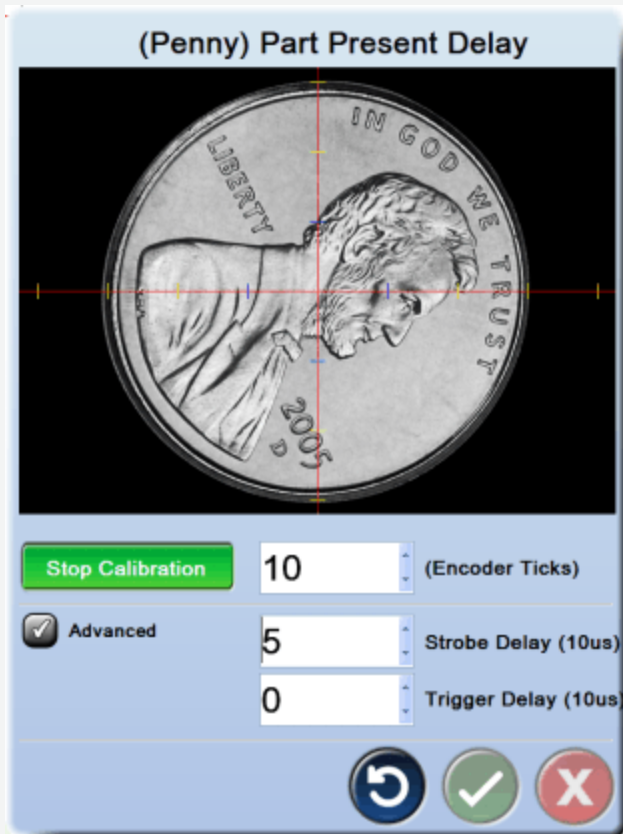 (Penny) Part Present Delay
LIBERTY
IN GOD WE TRUST
2005
D
Stop Calibration
10
(Encoder Ticks)
Advanced
5
Strobe Delay (10us)
0
Trigger Delay (10us)